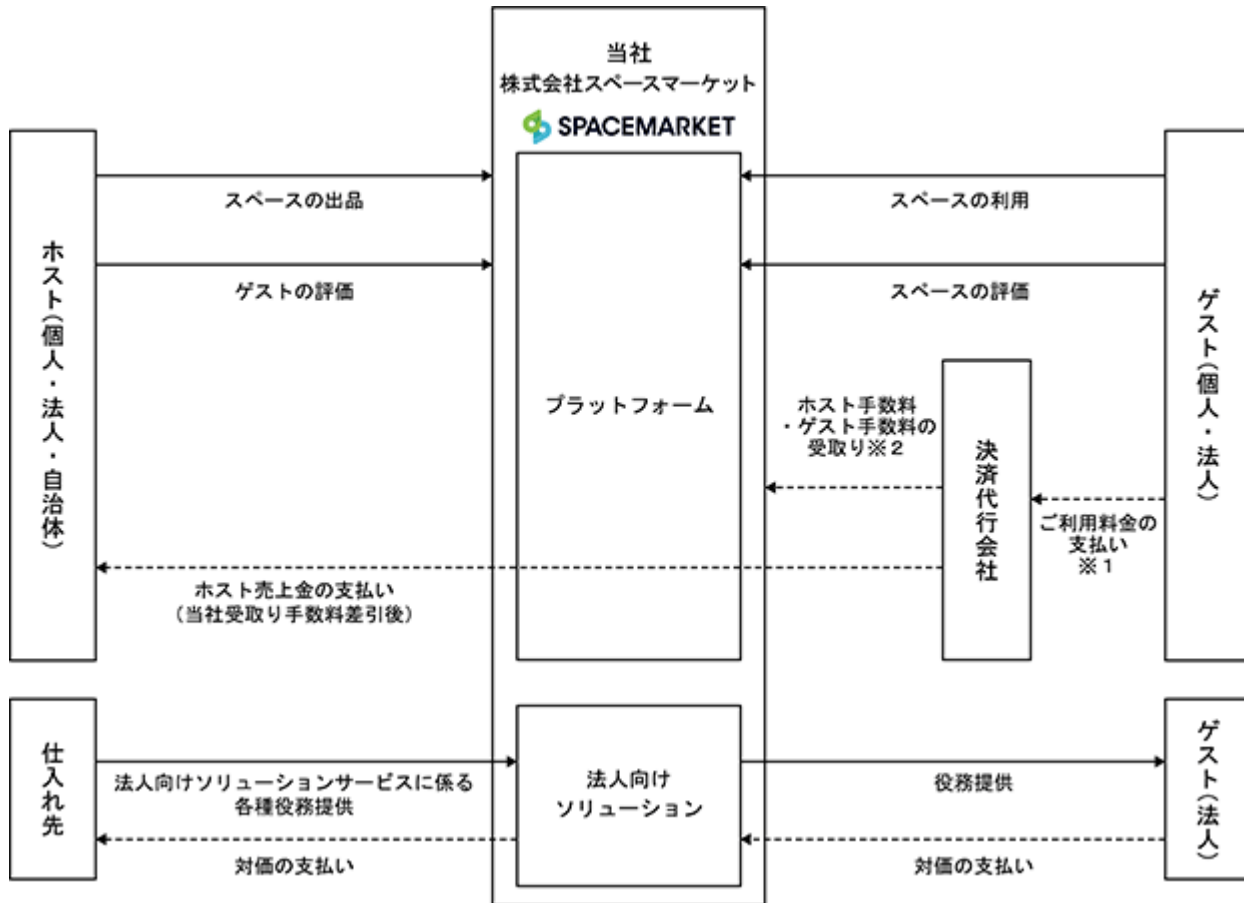 当社
株式会社スペースマーケット
SPACEMARKET
ホスト（個人・法人・自治体）
スペースの出品
ゲストの評価
プラットフォーム
スペースの利用
スペースの評価
ホスト手数料
・ゲスト手数料の
受取り※2
決済代行会社
ご利用料金の
支払い
※1
ゲスト（個人・法人）
ホスト売上金の支払い
（当社受取り手数料差引後）
仕入れ先
法人向けソリューションサービスに係る
各種役務提供
対価の支払い
法人向け
ソリューション
役務提供
対価の支払い
ゲスト（法人）